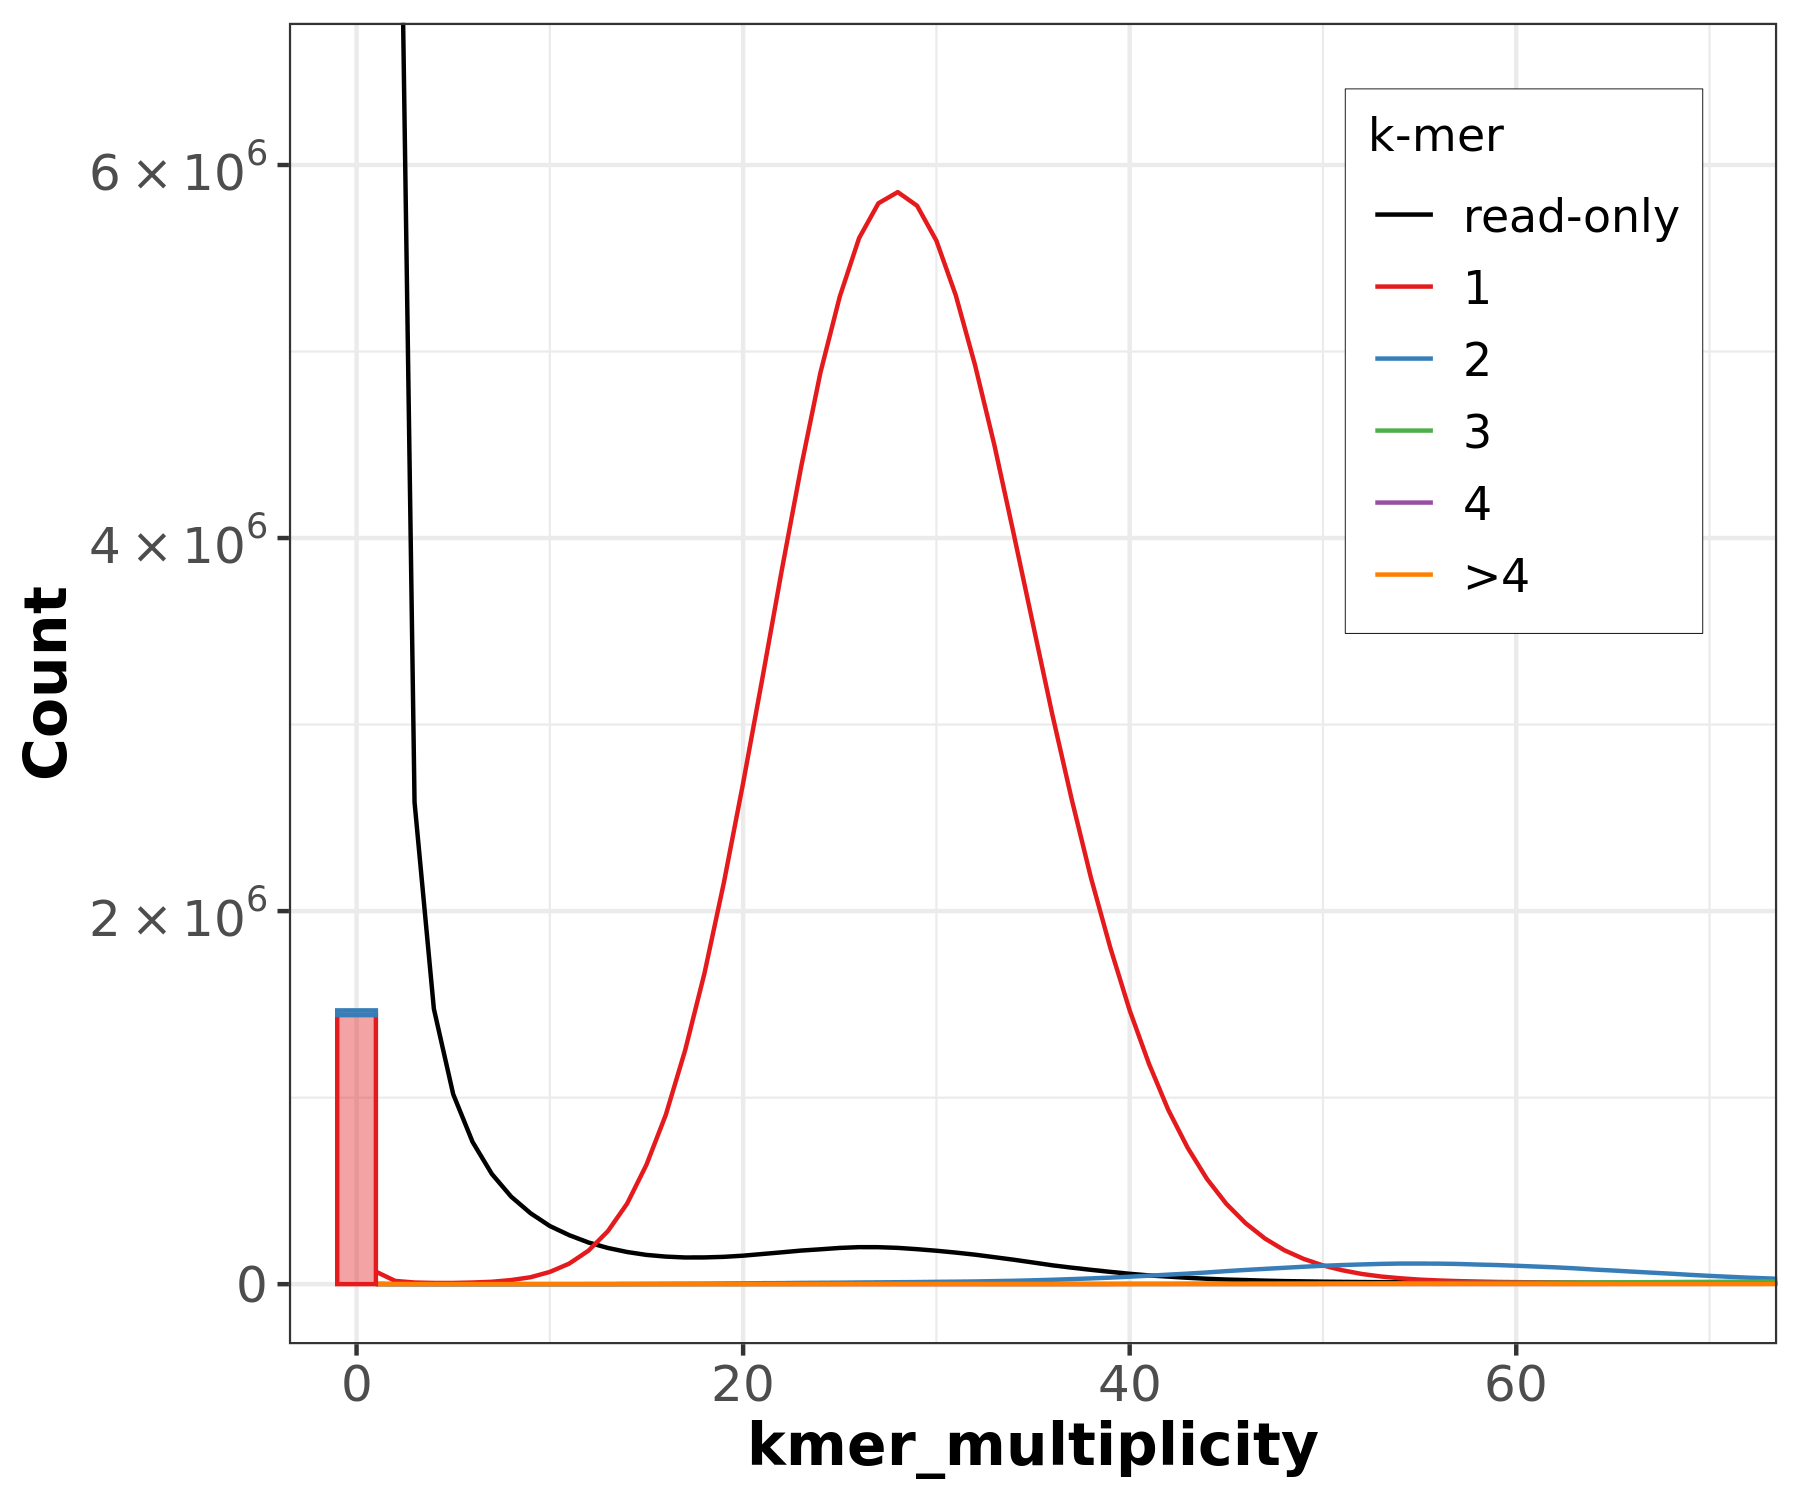 Count
6 × 10⁶
4 × 10⁶
2 × 10⁶
0
0 20 40 60
kmer_multiplicity
k-mer
read-only
1
2
3
4
>4